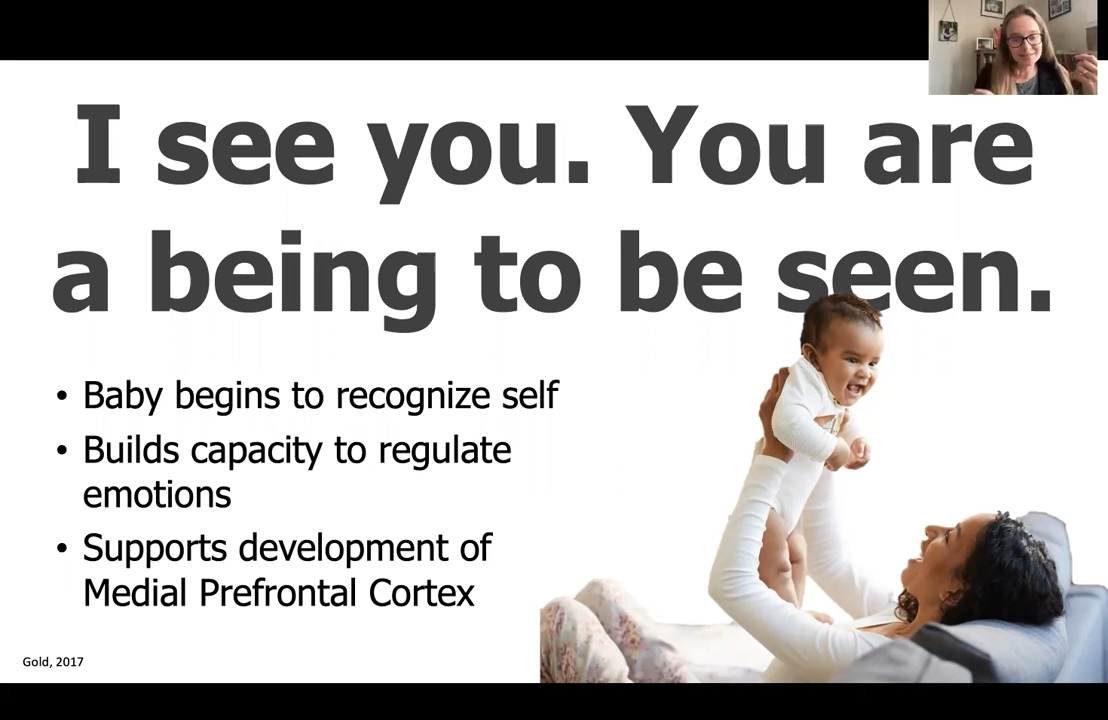 I see you. You are
a being to be seen.
• Baby begins to recognize self
• Builds capacity to regulate
emotions
• Supports development of
Medial Prefrontal Cortex
Gold, 2017